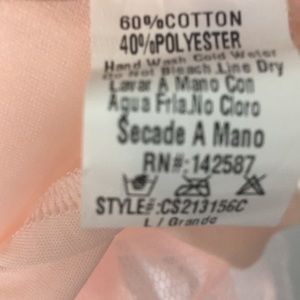 60%COTTON
40%POLYESTER
Hand Wash Cold Water
Do Not Bleach Line Dry
Lavar A Mano Con
Agua Fria.No Cloro
Secade A Mano
RN#:142587
STYLE#:CS213156C
L / Grande